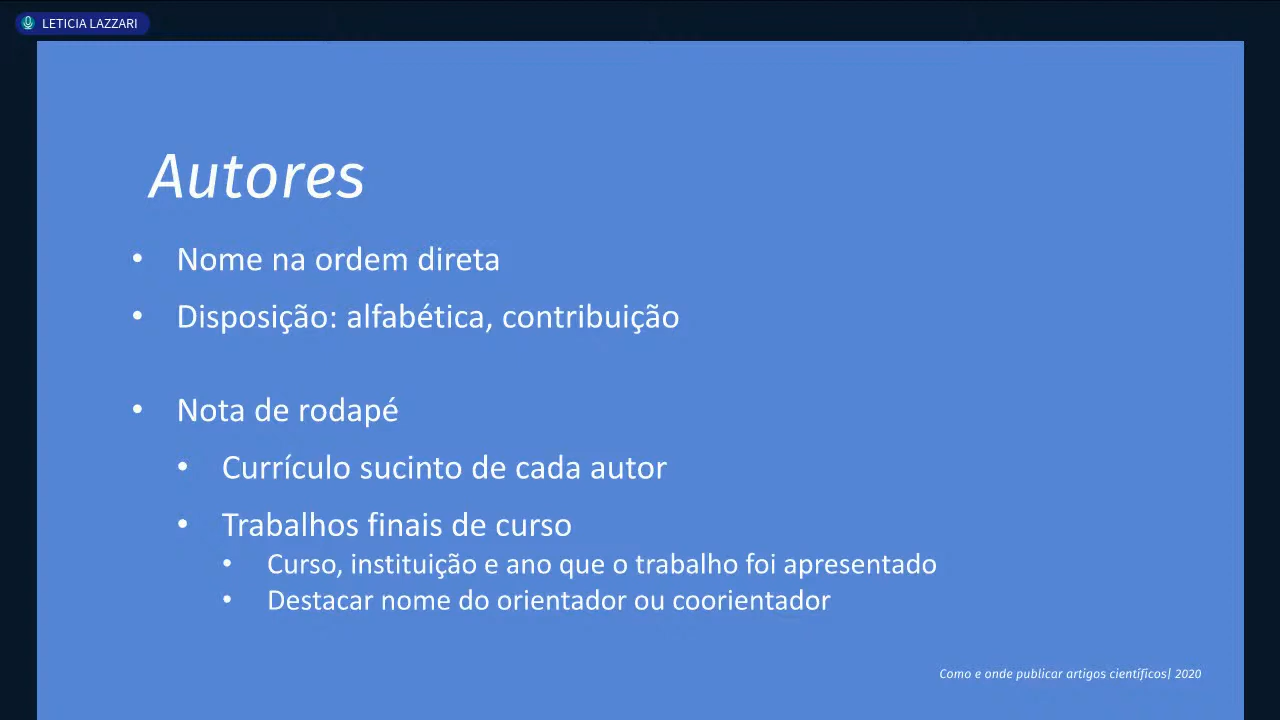 LETICIA LAZZARI
Autores
• Nome na ordem direta
• Disposição: alfabética, contribuição
• Nota de rodapé
• Currículo sucinto de cada autor
• Trabalhos finais de curso
• Curso, instituição e ano que o trabalho foi apresentado
• Destacar nome do orientador ou coorientador
Como e onde publicar artigos científicos| 2020